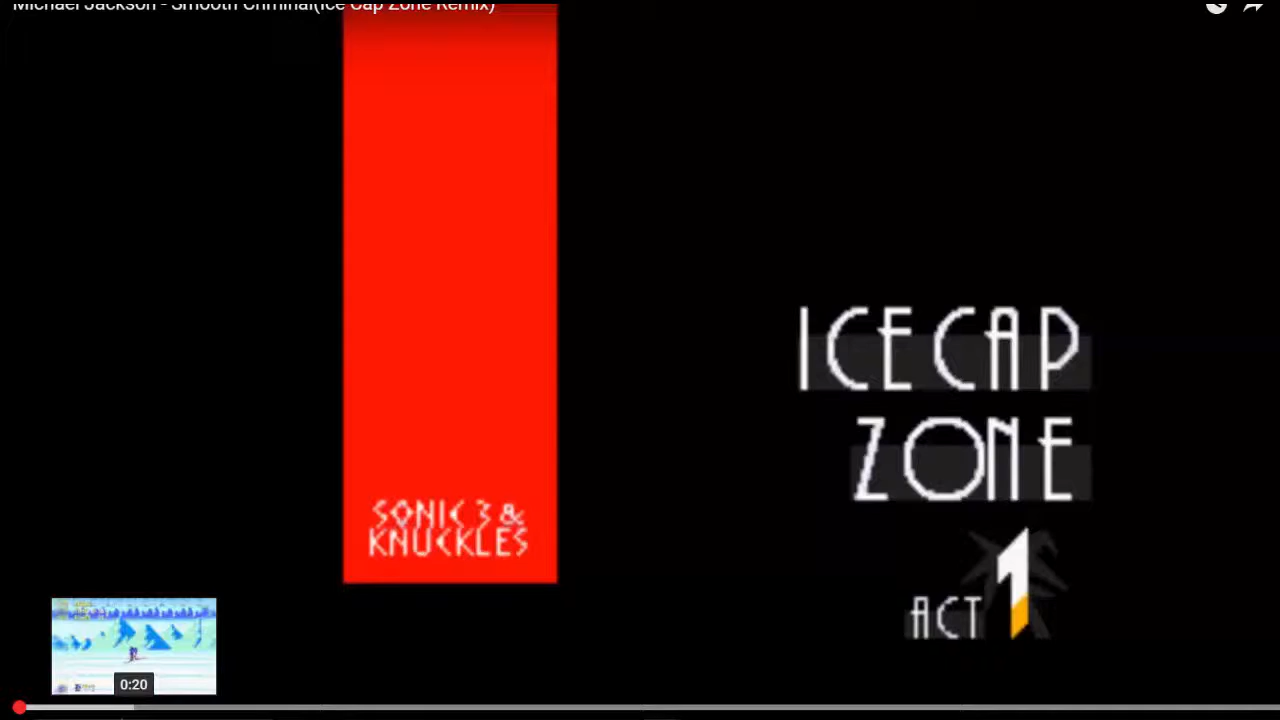 Michael Jackson - Smooth Criminal(Ice Cap Zone Remix)
ICE CAP
ZONE
SONIC 3 &
KNUCKLES
ACT 1
0:20